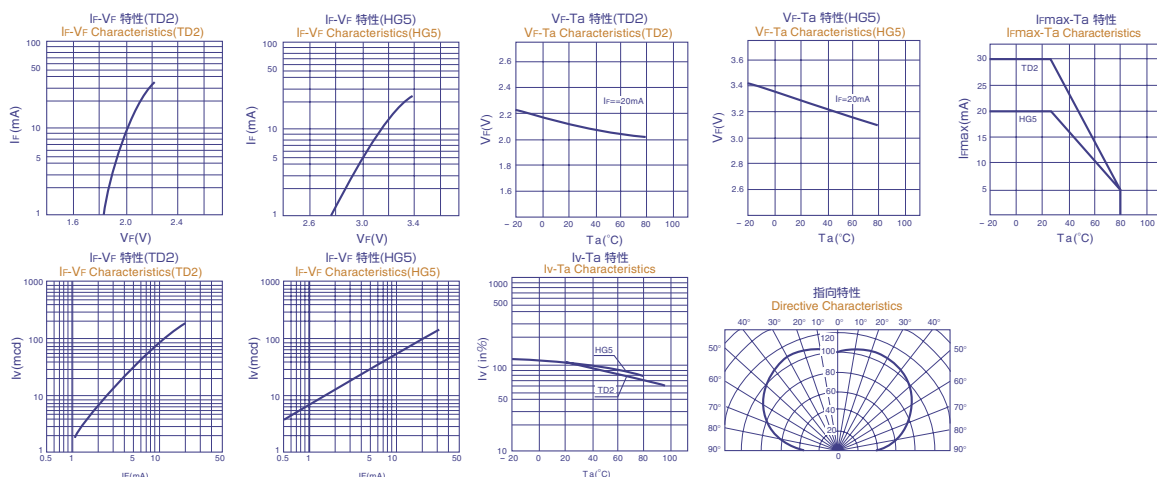 IF-VF 特性(TD2)
IF-VF Characteristics(TD2)
100
50
10
5
1
IF(mA)
1.6
2.0
2.4
VF(V)
IF-VF 特性(HG5)
IF-VF Characteristics(HG5)
100
50
10
5
1
IF(mA)
2.6
3.0
3.4
VF(V)
VF-Ta 特性(TD2)
VF-Ta Characteristics(TD2)
2.6
2.4
2.2
2.0
1.8
1.6
VF(V)
IF==20mA
-20
0
20
40
60
80
100
Ta(°C)
VF-Ta 特性(HG5)
VF-Ta Characteristics(HG5)
3.6
3.4
3.2
3.0
2.8
2.6
VF(V)
IF=20mA
-20
0
20
40
60
80
100
Ta(°C)
IFmax-Ta 特性
IFmax-Ta Characteristics
30
25
20
15
10
5
IFmax(mA)
TD2
HG5
-20
0
20
40
60
80
100
Ta(°C)
IF-VF 特性(TD2)
IF-VF Characteristics(TD2)
1000
100
10
1
Iv(mcd)
0.5
1
5
10
50
IF(mA)
IF-VF 特性(HG5)
IF-VF Characteristics(HG5)
1000
100
10
1
Iv(mcd)
0.5
1
5
10
50
IF(mA)
Iv-Ta 特性
Iv-Ta Characteristics
1000
500
100
50
10
Iv(in%)
HG5
TD2
-20
0
20
40
60
80
100
Ta(°C)
指向特性
Directive Characteristics
40° 30° 20° 10° 0° 10° 20° 30° 40°
50° 50°
60° 60°
70° 70°
80° 80°
90° 90°
120
100
80
60
40
20
0